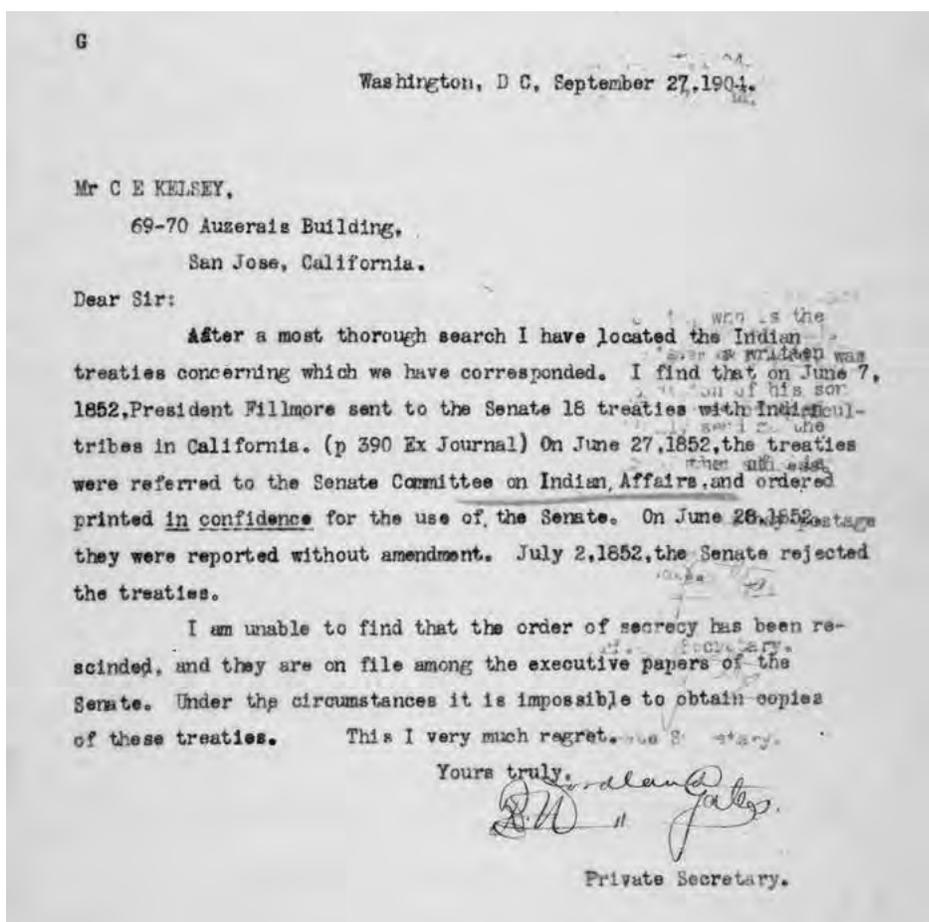 G
Washington, D C, September 27,1904.
Mr C E KELSEY,
69-70 Auzerais Building,
San Jose, California.
Dear Sir:
After a most thorough search I have located the Indian
treaties concerning which we have corresponded. I find that on June 7,
1852,President Fillmore sent to the Senate 18 treaties with Indian
tribes in California. (p 390 Ex Journal) On June 27,1852,the treaties
were referred to the Senate Committee on Indian Affairs,and ordered
printed in confidence for the use of the Senate. On June 28,1852,
they were reported without amendment. July 2,1852,the Senate rejected
the treaties.
I am unable to find that the order of secrecy has been re-
scinded, and they are on file among the executive papers of the
Senate. Under the circumstances it is impossible to obtain copies
of these treaties. This I very much regret.
Yours truly,
Gates.
Private Secretary.